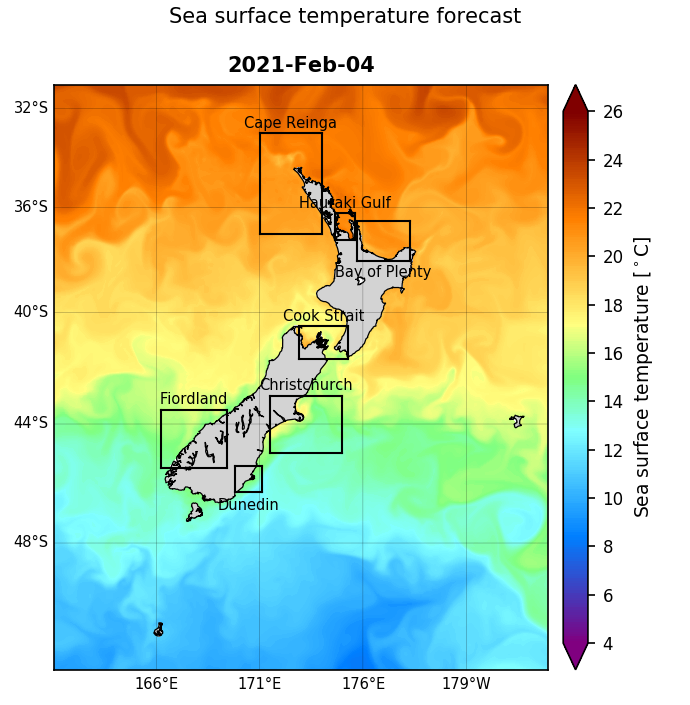 Sea surface temperature forecast
2021-Feb-04
32°S
36°S
40°S
44°S
48°S
Cape Reinga
Hauraki Gulf
Bay of Plenty
Cook Strait
Christchurch
Fiordland
Dunedin
166°E
171°E
176°E
179°W
26
24
22
20
18
16
14
12
10
8
6
4
Sea surface temperature [°C]